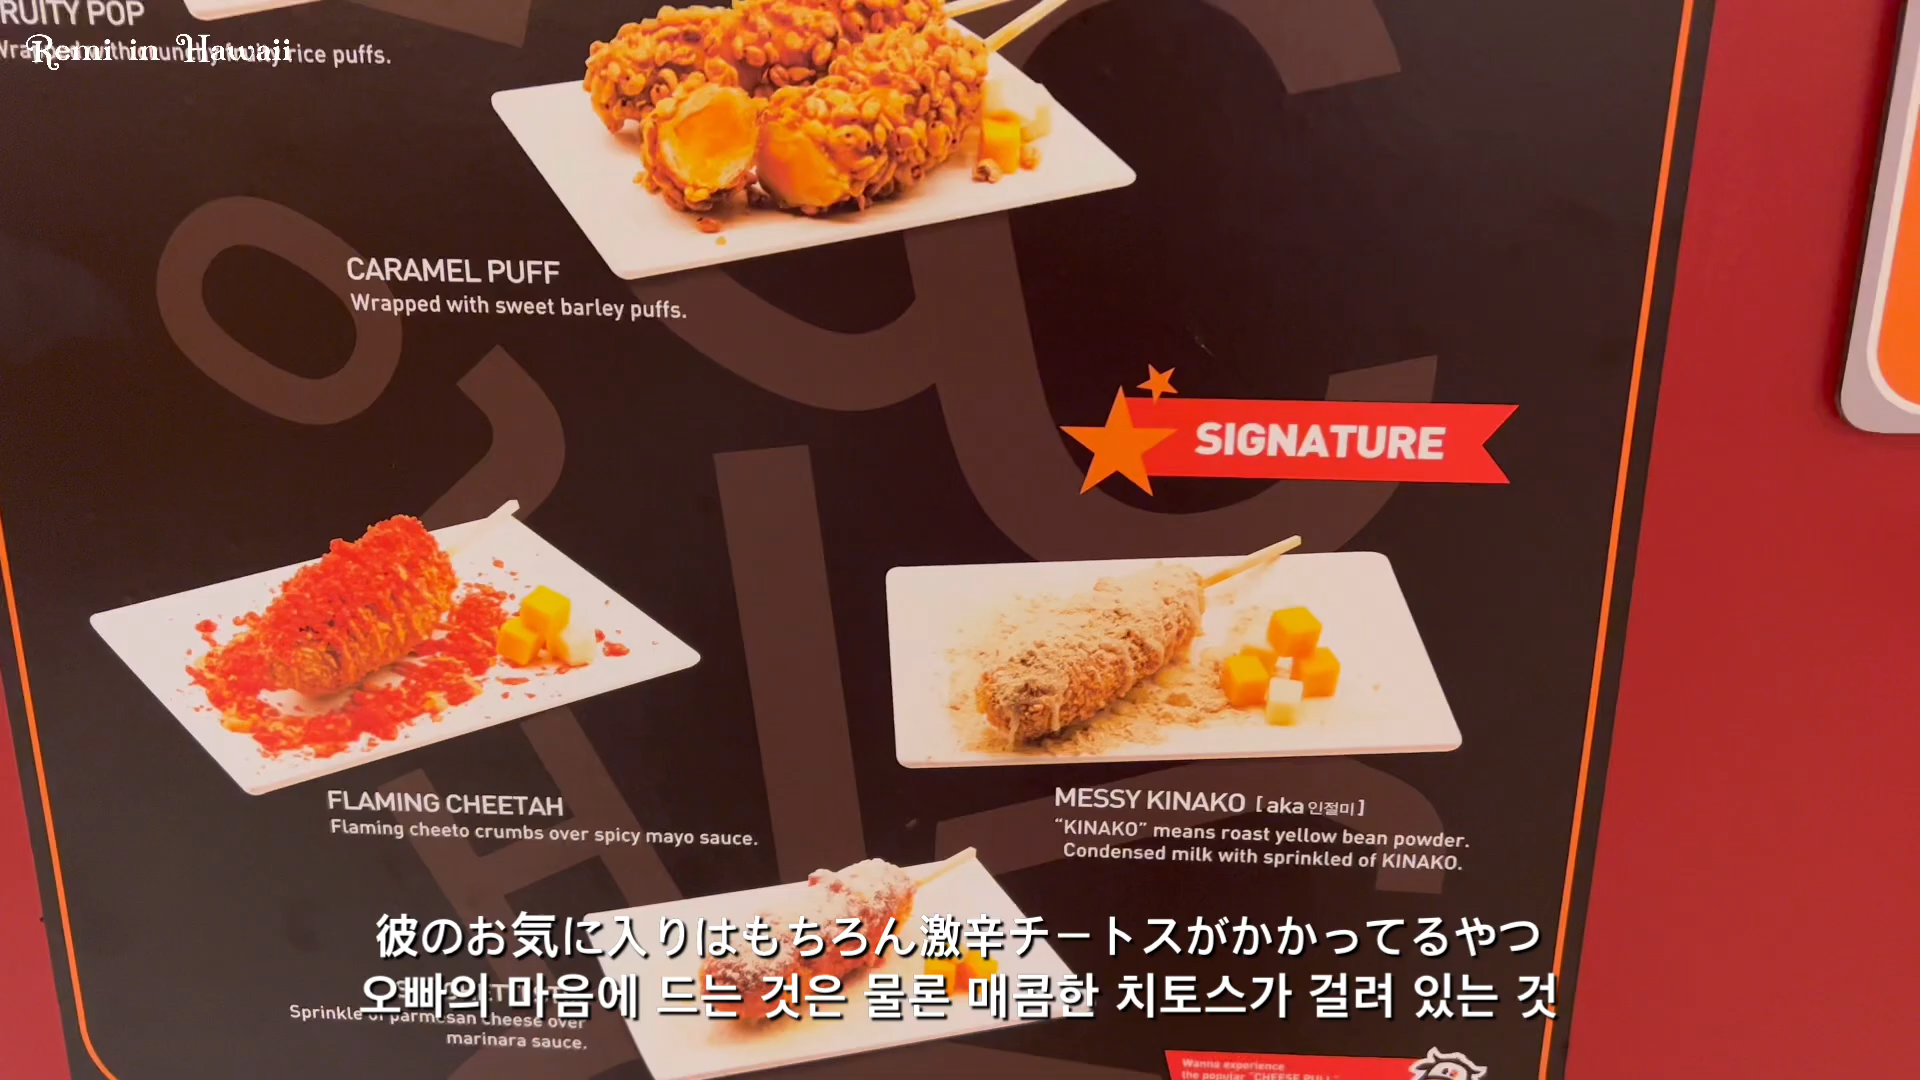 RUITY POP
Remi in Hawaii
rice puffs.
CARAMEL PUFF
Wrapped with sweet barley puffs.
SIGNATURE
FLAMING CHEETAH
Flaming cheeto crumbs over spicy mayo sauce.
MESSY KINAKO [aka 인절미]
“KINAKO” means roast yellow bean powder.
Condensed milk with sprinkled of KINAKO.
彼のお気に入りはもちろん激辛チートスがかかってるやつ
오빠의 마음에 드는 것은 물론 매콤한 치토스가 걸려 있는 것
Sprinkle of parmesan cheese over
marinara sauce.
Wanna experience
the popular "CHEESE PULL"